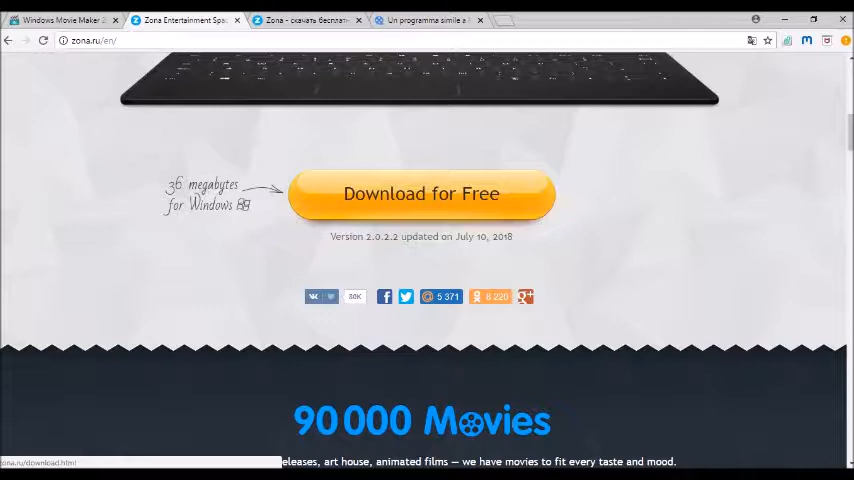 Windows Movie Maker 2
Zona Entertainment Spac
Zona - скачать бесплат
Un programma simile a
zona.ru/en/
36 megabytes
for Windows
Download for Free
Version 2.0.2.2 updated on July 10, 2018
80K
5 371
8 220
g+
90 000 Movies
zona.ru/download.html
eleases, art house, animated films — we have movies to fit every taste and mood.